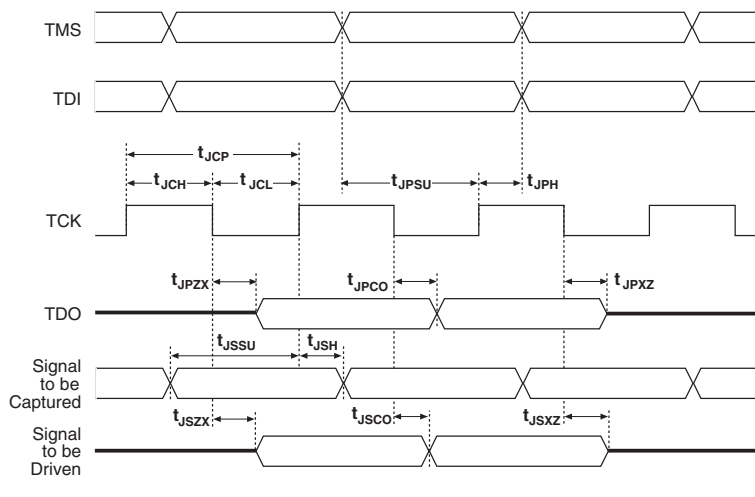 TMS
TDI
tJCP
tJCH
tJCL
tJPSU
tJPH
TCK
tJPZX
tJPCO
tJPXZ
TDO
tJSSU
tJSH
Signal
to be
Captured
tJSZX
tJSCO
tJSXZ
Signal
to be
Driven